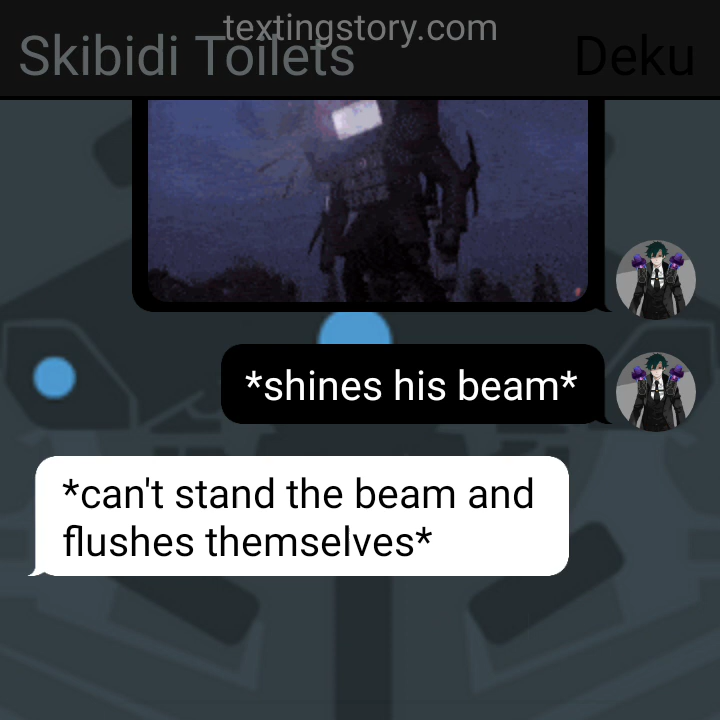 textingstory.com
Skibidi Toilets
Deku
*shines his beam*
*can't stand the beam and
flushes themselves*